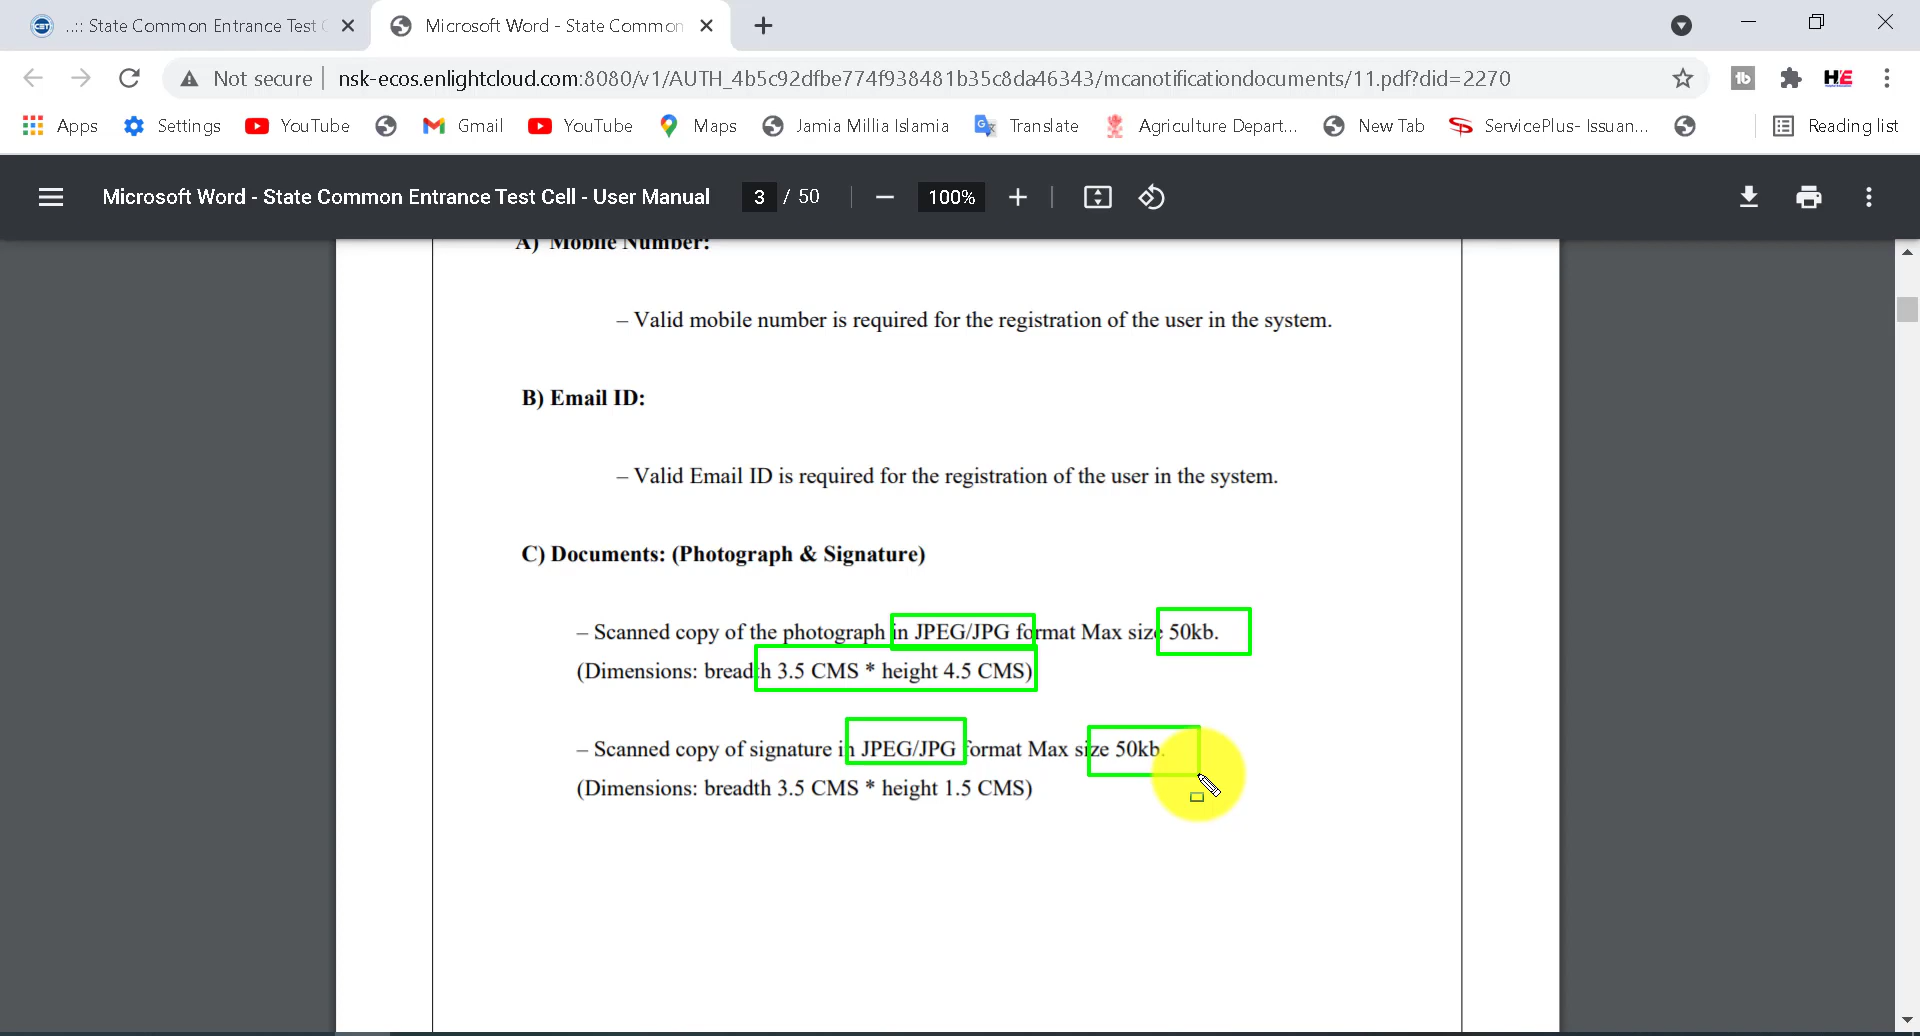 ..:: State Common Entrance Test C
Microsoft Word - State Common
Not secure
nsk-ecos.enlightcloud.com:8080/v1/AUTH_4b5c92dfbe774f938481b35c8da46343/mcanotificationdocuments/11.pdf?did=2270
Apps Settings YouTube Gmail YouTube Maps Jamia Millia Islamia Translate Agriculture Depart... New Tab ServicePlus- Issuan... Reading list
Microsoft Word - State Common Entrance Test Cell - User Manual 3 / 50 100%
A) Mobile Number:
– Valid mobile number is required for the registration of the user in the system.
B) Email ID:
– Valid Email ID is required for the registration of the user in the system.
C) Documents: (Photograph & Signature)
– Scanned copy of the photograph in JPEG/JPG format Max size 50kb.
(Dimensions: breadth 3.5 CMS * height 4.5 CMS)
– Scanned copy of signature in JPEG/JPG format Max size 50kb.
(Dimensions: breadth 3.5 CMS * height 1.5 CMS)